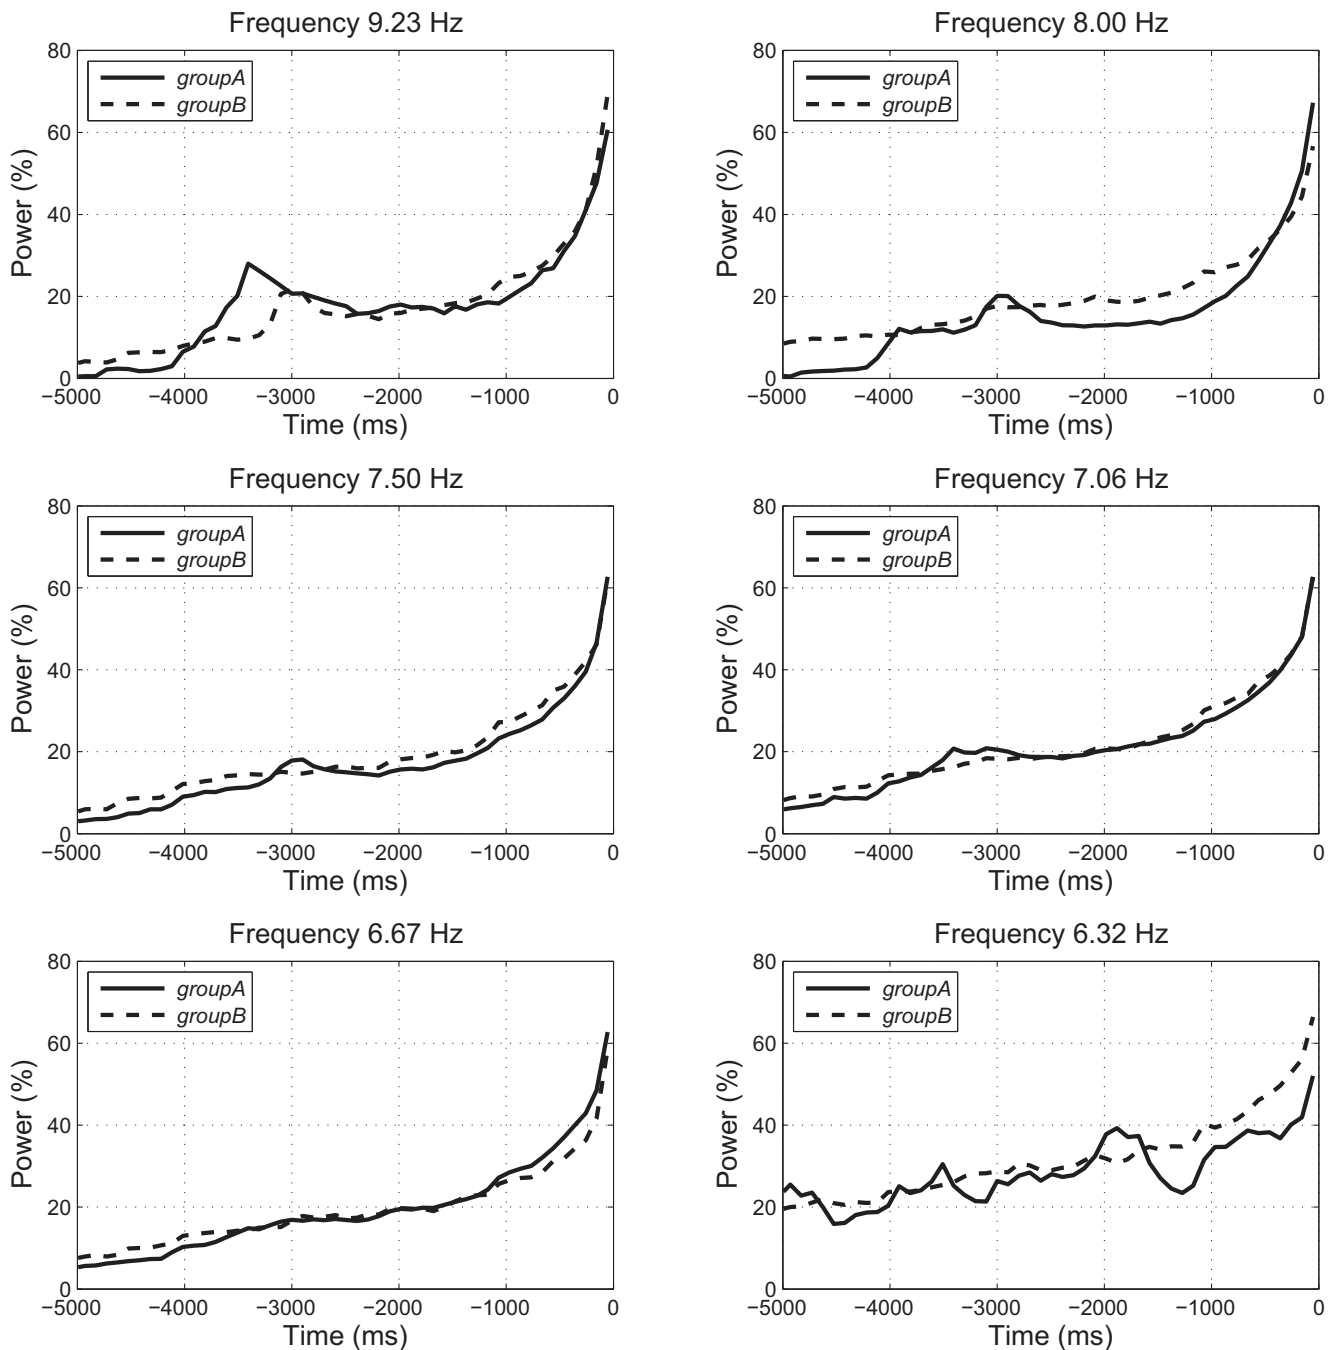 Frequency 9.23 Hz
80
60
40
20
0
Power (%)
groupA
groupB
−5000 −4000 −3000 −2000 −1000 0
Time (ms)
Frequency 8.00 Hz
80
60
40
20
0
Power (%)
groupA
groupB
−5000 −4000 −3000 −2000 −1000 0
Time (ms)
Frequency 7.50 Hz
80
60
40
20
0
Power (%)
groupA
groupB
−5000 −4000 −3000 −2000 −1000 0
Time (ms)
Frequency 7.06 Hz
80
60
40
20
0
Power (%)
groupA
groupB
−5000 −4000 −3000 −2000 −1000 0
Time (ms)
Frequency 6.67 Hz
80
60
40
20
0
Power (%)
groupA
groupB
−5000 −4000 −3000 −2000 −1000 0
Time (ms)
Frequency 6.32 Hz
80
60
40
20
0
Power (%)
groupA
groupB
−5000 −4000 −3000 −2000 −1000 0
Time (ms)